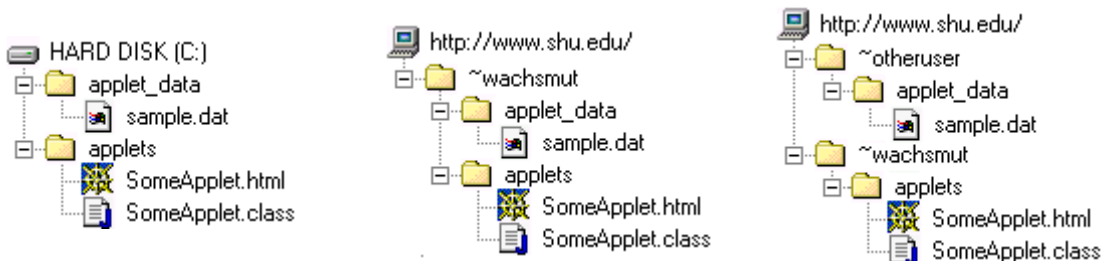 HARD DISK (C:)
applet_data
sample.dat
applets
SomeApplet.html
SomeApplet.class
http://www.shu.edu/
~wachsmut
applet_data
sample.dat
applets
SomeApplet.html
SomeApplet.class
http://www.shu.edu/
~otheruser
applet_data
sample.dat
~wachsmut
applets
SomeApplet.html
SomeApplet.class